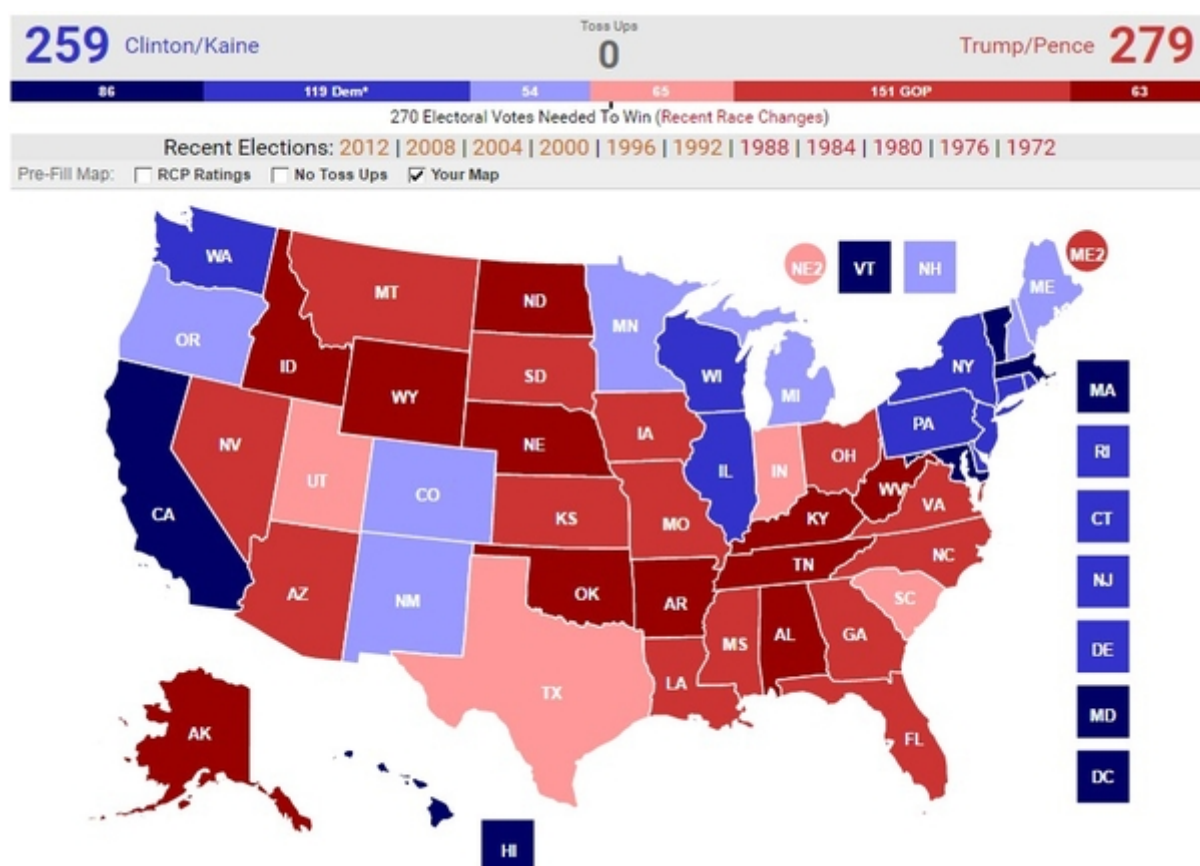 Toss Ups
259 Clinton/Kaine 0 Trump/Pence 279
86 119 Dem* 54 65 151 GOP 63
270 Electoral Votes Needed To Win (Recent Race Changes)
Recent Elections: 2012 | 2008 | 2004 | 2000 | 1996 | 1992 | 1988 | 1984 | 1980 | 1976 | 1972
Pre-Fill Map: RCP Ratings No Toss Ups Your Map
WA
MT
ND
MN
NE2
VT
NH
ME2
ME
OR
ID
WY
SD
WI
MI
NY
MA
NV
UT
CO
NE
IA
IL
IN
OH
PA
RI
CA
KS
MO
KY
WV
VA
CT
AZ
NM
OK
AR
TN
NC
SC
NJ
TX
LA
MS
AL
GA
DE
AK
FL
MD
DC
HI